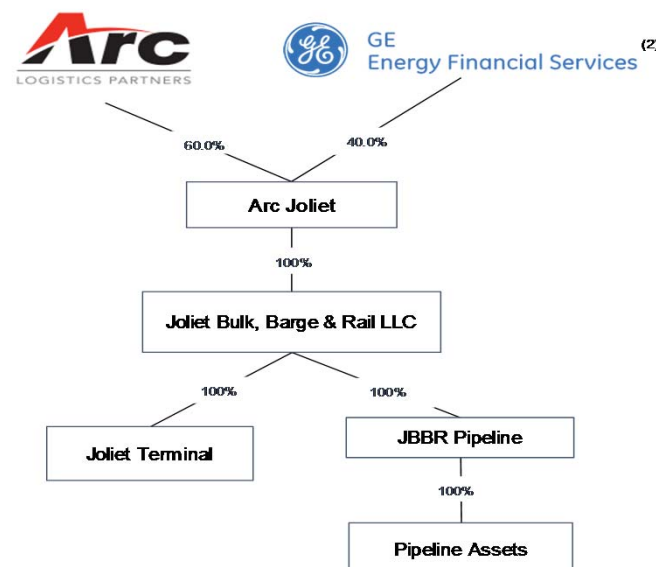 Arc
LOGISTICS PARTNERS
GE
GE
Energy Financial Services (2)
60.0%
40.0%
Arc Joliet
100%
Joliet Bulk, Barge & Rail LLC
100%
100%
Joliet Terminal
JBBR Pipeline
100%
Pipeline Assets